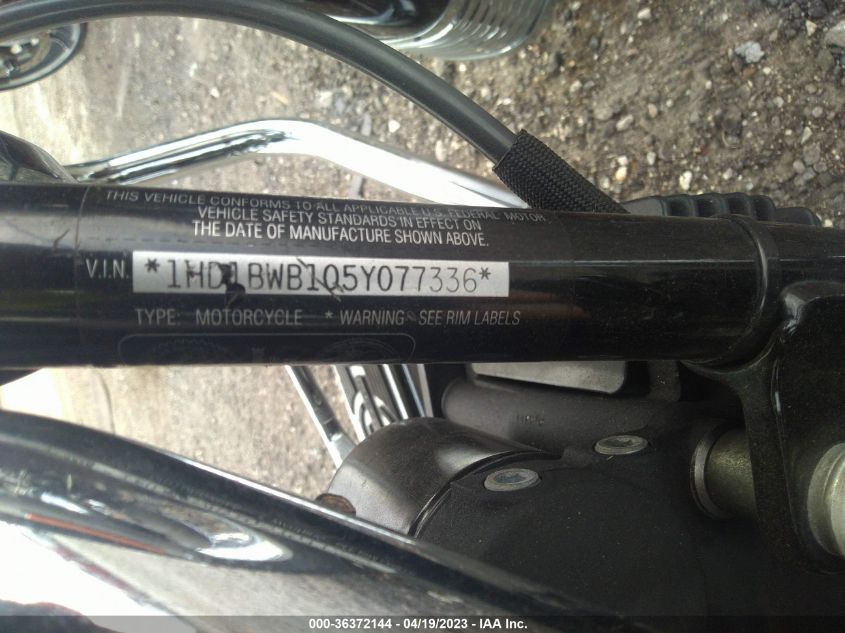 THIS VEHICLE CONFORMS TO ALL APPLICABLE U.S. FEDERAL MOTOR
VEHICLE SAFETY STANDARDS IN EFFECT ON
THE DATE OF MANUFACTURE SHOWN ABOVE.
V.I.N. *1HD1BWB105Y077336*
TYPE: MOTORCYCLE * WARNING- SEE RIM LABELS
000-36372144 / 04/19/2023 - IAA Inc.